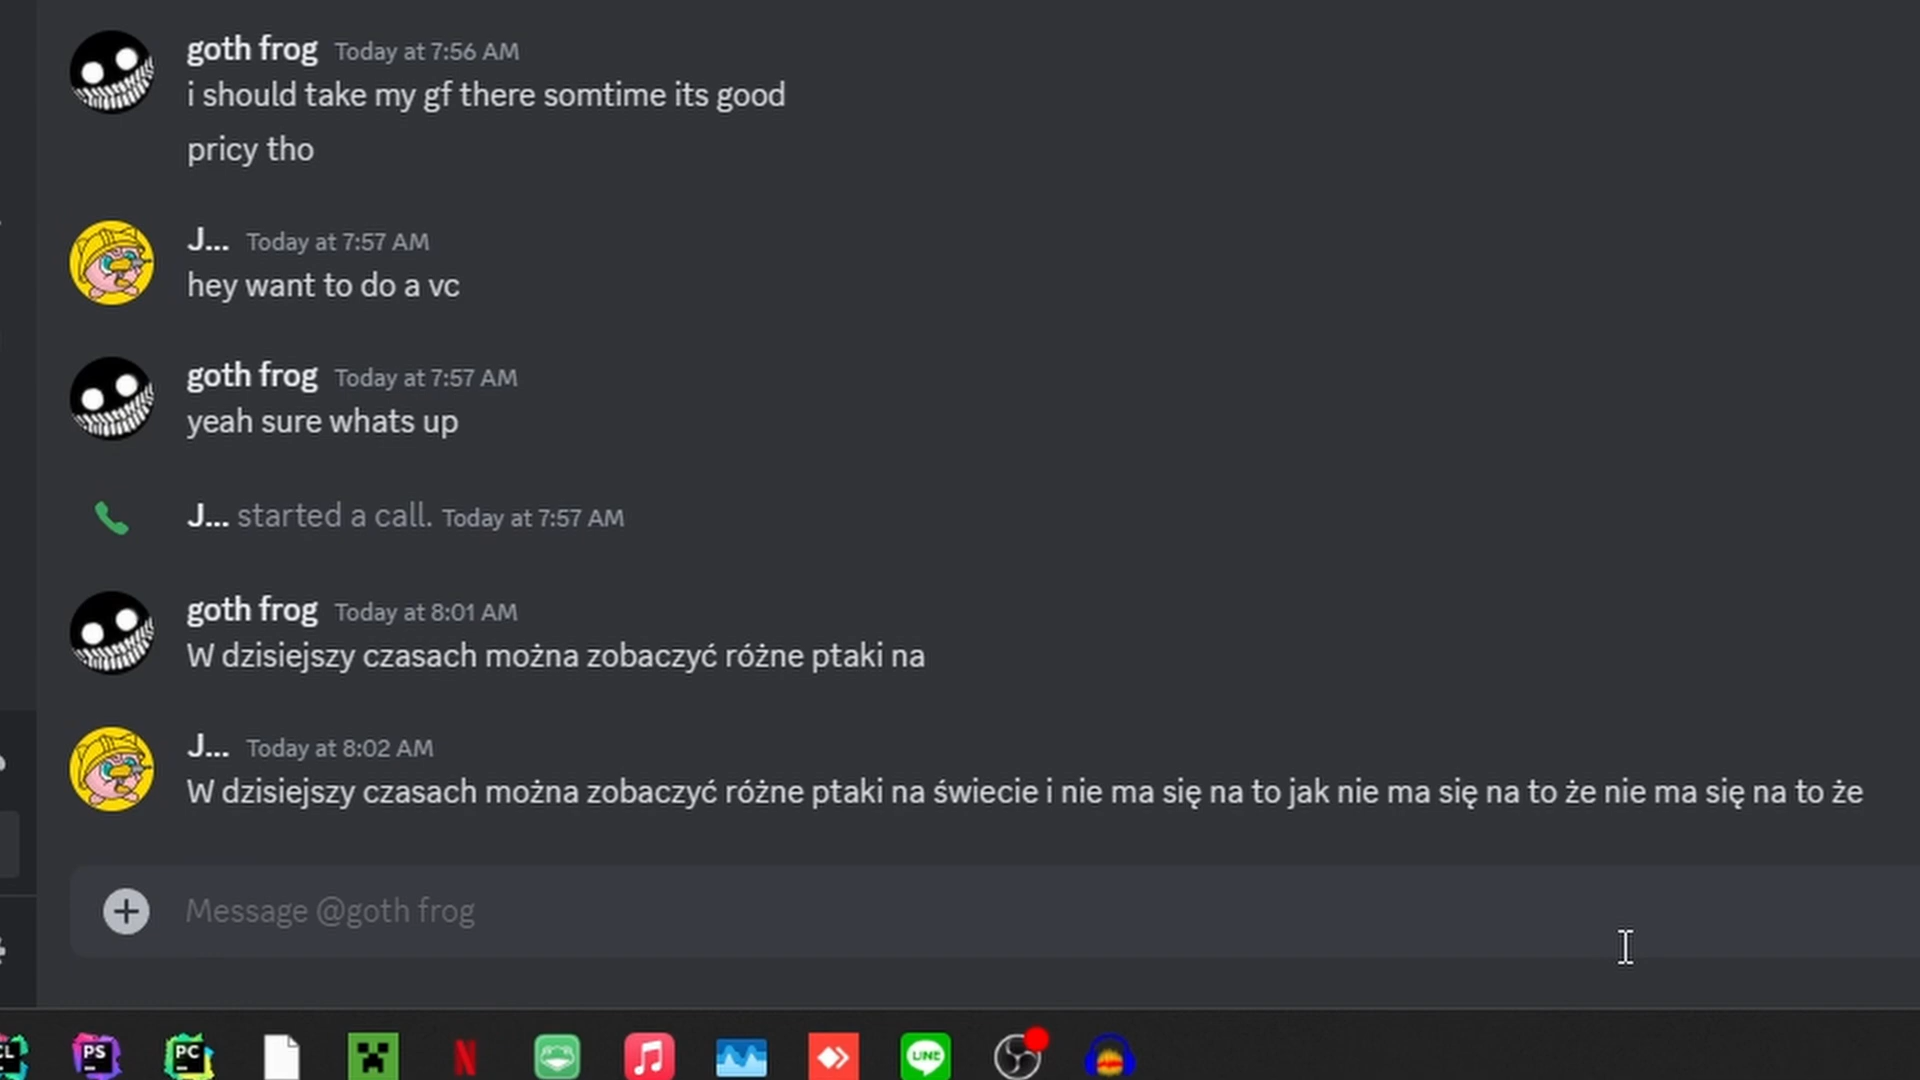 goth frog Today at 7:56 AM
i should take my gf there somtime its good
pricy tho
J... Today at 7:57 AM
hey want to do a vc
goth frog Today at 7:57 AM
yeah sure whats up
J... started a call. Today at 7:57 AM
goth frog Today at 8:01 AM
W dzisiejszy czasach można zobaczyć różne ptaki na
J... Today at 8:02 AM
W dzisiejszy czasach można zobaczyć różne ptaki na świecie i nie ma się na to jak nie ma się na to że nie ma się na to że
Message @goth frog
CL PS PC N LINE